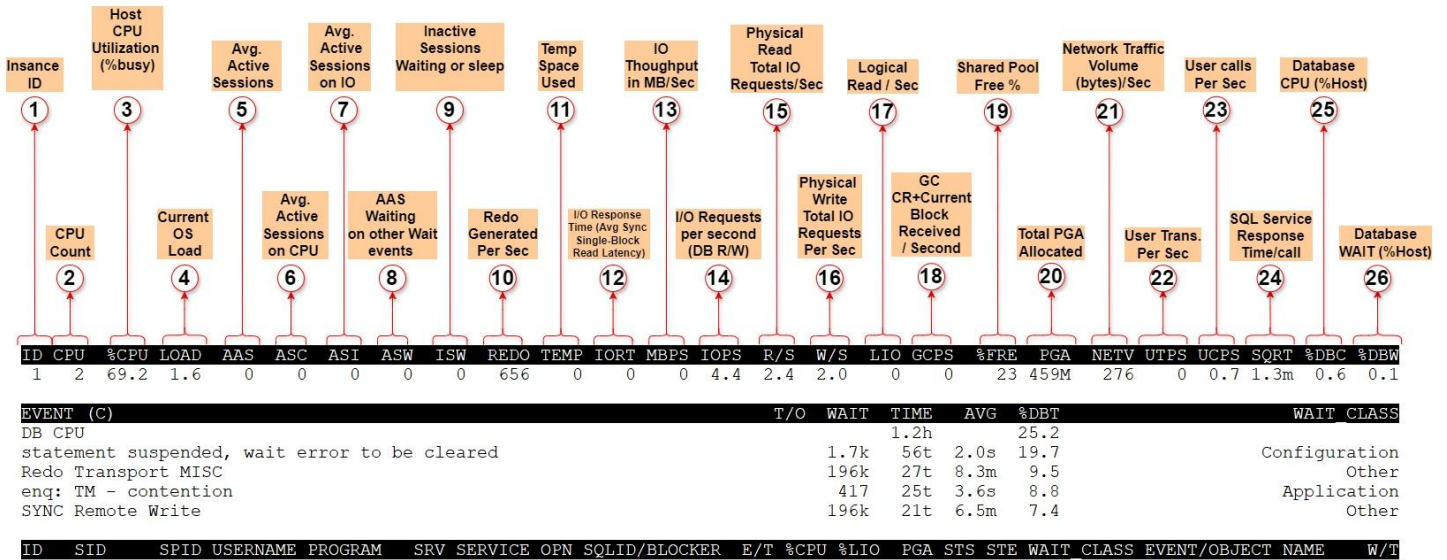 Insance
ID
1
CPU
Count
2
Host
CPU
Utilization
(%busy)
3
Current
OS
Load
4
Avg.
Active
Sessions
5
Avg.
Active
Sessions
on CPU
6
Avg.
Active
Sessions
on IO
7
AAS
Waiting
on other Wait
events
8
Inactive
Sessions
Waiting or sleep
9
Redo
Generated
Per Sec
10
Temp
Space
Used
11
I/O Response
Time (Avg Sync
Single-Block
Read Latency)
12
IO
Thoughput
in MB/Sec
13
I/O Requests
per second
(DB R/W)
14
Physical
Read
Total IO
Requests/Sec
15
Physical
Write
Total IO
Requests
Per Sec
16
Logical
Read / Sec
17
GC
CR+Current
Block
Received
/ Second
18
Shared Pool
Free %
19
Total PGA
Allocated
20
Network Traffic
Volume
(bytes)/Sec
21
User Trans.
Per Sec
22
User calls
Per Sec
23
SQL Service
Response
Time/call
24
Database
CPU (%Host)
25
Database
WAIT (%Host)
26
ID CPU %CPU LOAD AAS ASC ASI ASW ISW REDO TEMP IORT MBPS IOPS R/S W/S LIO GCPS %FRE PGA NETV UTPS UCPS SQRT %DBC %DBW
1 2 69.2 1.6 0 0 0 0 0 656 0 0 0 4.4 2.4 2.0 0 0 23 459M 276 0 0.7 1.3m 0.6 0.1
EVENT (C) T/O WAIT TIME AVG %DBT WAIT_CLASS
DB CPU 1.2h 25.2
statement suspended, wait error to be cleared 1.7k 56t 2.0s 19.7 Configuration
Redo Transport MISC 196k 27t 8.3m 9.5 Other
enq: TM - contention 417 25t 3.6s 8.8 Application
SYNC Remote Write 196k 21t 6.5m 7.4 Other
ID SID SPID USERNAME PROGRAM SRV SERVICE OPN SQLID/BLOCKER E/T %CPU %LIO PGA STS STE WAIT_CLASS EVENT/OBJECT NAME W/T